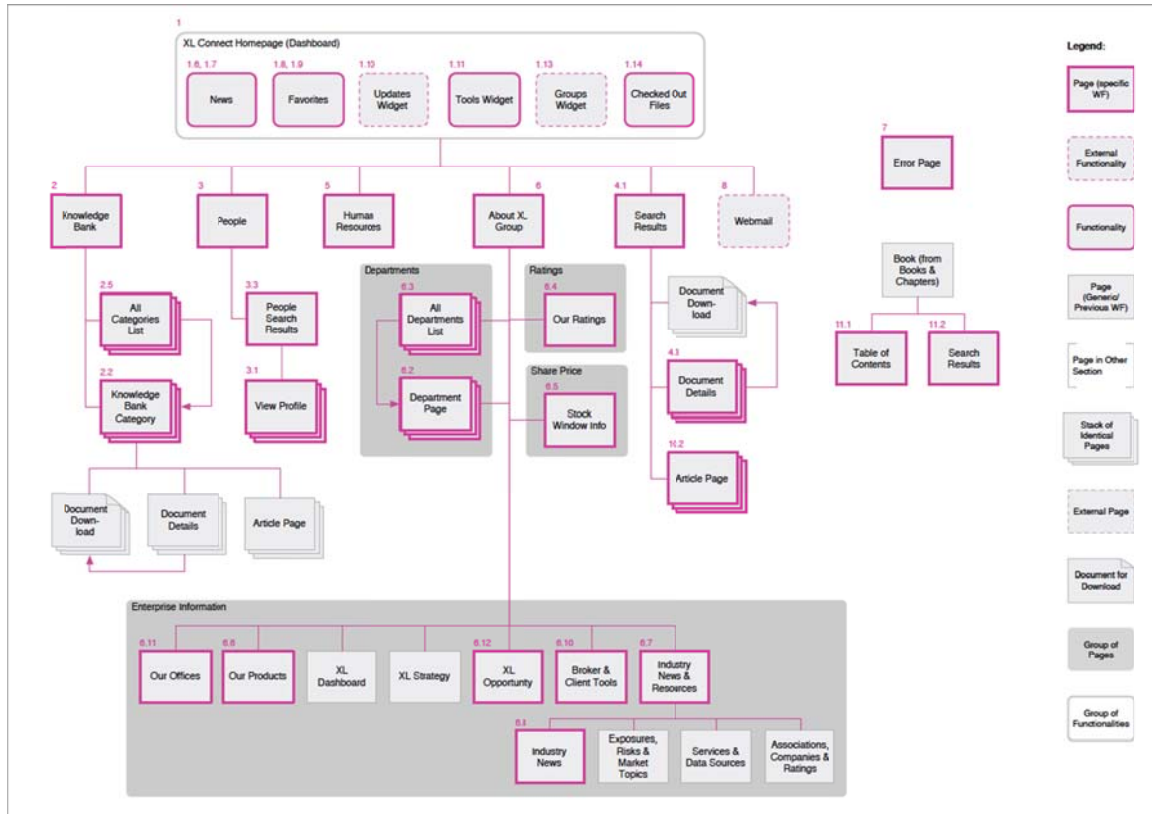 1
XL Connect Homepage (Dashboard)
1.6, 1.7
News
1.8, 1.9
Favorites
1.10
Updates
Widget
1.11
Tools Widget
1.13
Groups
Widget
1.14
Checked Out
Files
2
Knowledge
Bank
3
People
5
Human
Resources
6
About XL
Group
4.1
Search
Results
8
Webmail
7
Error Page
2.5
All
Categories
List
2.2
Knowledge
Bank
Category
Document
Down-
load
Document
Details
Article Page
3.3
People
Search
Results
3.1
View Profile
Departments
6.3
All
Departments
List
6.2
Department
Page
Ratings
6.4
Our Ratings
Share Price
6.5
Stock
Window Info
Document
Down-
load
Document
Details
Article Page
Book (from
Books &
Chapters)
11.1
Table of
Contents
11.2
Search
Results
Enterprise Information
6.11
Our Offices
6.6
Our Products
XL
Dashboard
XL Strategy
6.12
XL
Opportunty
6.10
Broker &
Client Tools
6.7
Industry
News &
Resources
Industry
News
Exposures,
Risks &
Market
Topics
Services &
Data Sources
Associations,
Companies &
Ratings
Legend:
Page (specific
WF)
External
Functionality
Functionality
Page
(Generic/
Previous WF)
Page in Other
Section
Stack of
Identical
Pages
External Page
Document for
Download
Group of
Pages
Group of
Functionalities